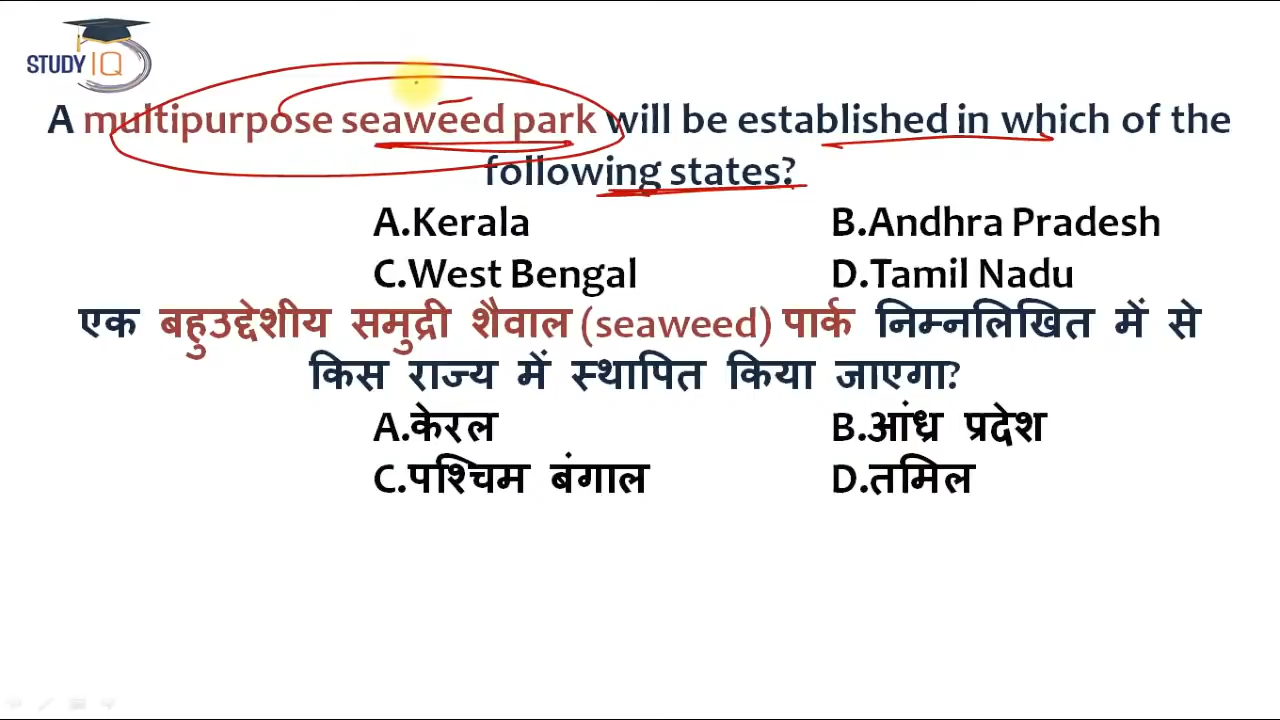 STUDY IQ
A multipurpose seaweed park will be established in which of the
following states?
A.Kerala B.Andhra Pradesh
C.West Bengal D.Tamil Nadu
एक बहुउद्देशीय समुद्री शैवाल (seaweed) पार्क निम्नलिखित में से
किस राज्य में स्थापित किया जाएगा?
A.केरल B.आंध्र प्रदेश
C.पश्चिम बंगाल D.तमिल